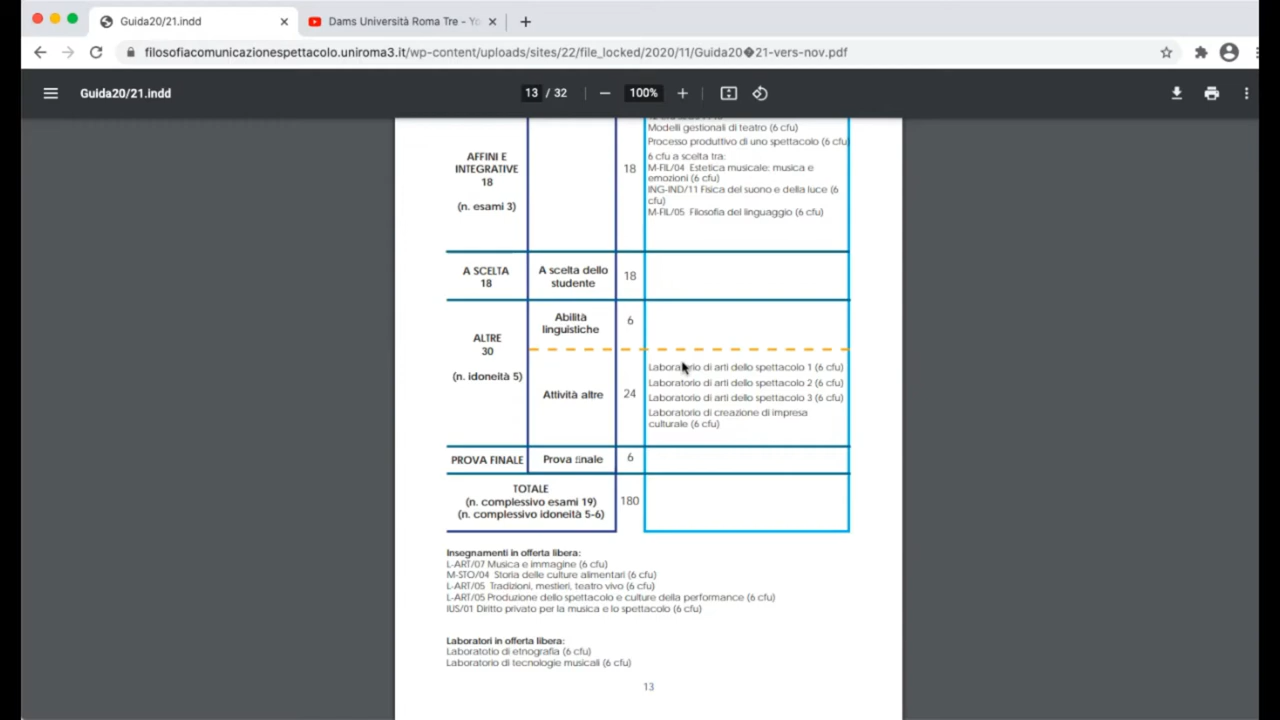 Guida20/21.indd
Dams Università Roma Tre - Yo
filosofiacomunicazionespettacolo.uniroma3.it/wp-content/uploads/sites/22/file_locked/2020/11/Guida20�21-vers-nov.pdf
Guida20/21.indd
13 / 32
100%
Modelli gestionali di teatro (6 cfu)
Processo produttivo di uno spettacolo (6 cfu)
6 cfu a scelta tra:
M-FIL/04 Estetica musicale: musica e
emozioni (6 cfu)
ING-IND/11 Fisica del suono e della luce (6
cfu)
M-FIL/05 Filosofia del linguaggio (6 cfu)
AFFINI E
INTEGRATIVE
18
(n. esami 3)
18
A SCELTA
18
A scelta dello
studente
18
ALTRE
30
(n. idoneità 5)
Abilità
linguistiche
6
Attività altre
24
Laboratorio di arti dello spettacolo 1 (6 cfu)
Laboratorio di arti dello spettacolo 2 (6 cfu)
Laboratorio di arti dello spettacolo 3 (6 cfu)
Laboratorio di creazione di impresa
culturale (6 cfu)
PROVA FINALE
Prova finale
6
TOTALE
(n. complessivo esami 19)
(n. complessivo idoneità 5-6)
180
Insegnamenti in offerta libera:
L-ART/07 Musica e immagine (6 cfu)
M-STO/04 Storia delle culture alimentari (6 cfu)
L-ART/05 Tradizioni, mestieri, teatro vivo (6 cfu)
L-ART/05 Produzione dello spettacolo e culture della performance (6 cfu)
IUS/01 Diritto privato per la musica e lo spettacolo (6 cfu)
Laboratori in offerta libera:
Laboratotio di etnografia (6 cfu)
Laboratorio di tecnologie musicali (6 cfu)
13